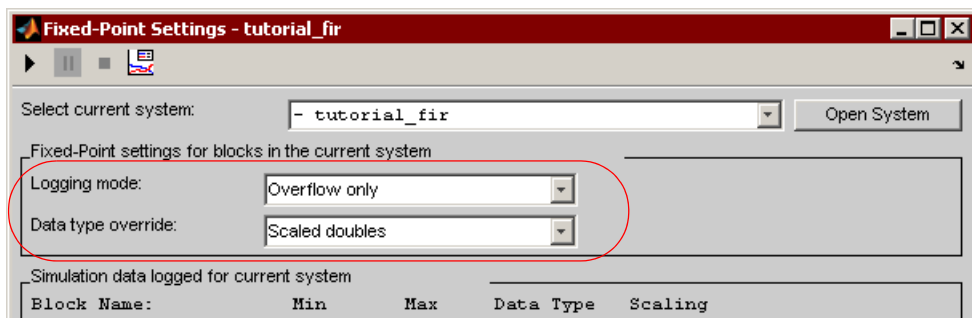 Fixed-Point Settings - tutorial_fir
Select current system: - tutorial_fir Open System
Fixed-Point settings for blocks in the current system
Logging mode: Overflow only
Data type override: Scaled doubles
Simulation data logged for current system
Block Name: Min Max Data Type Scaling